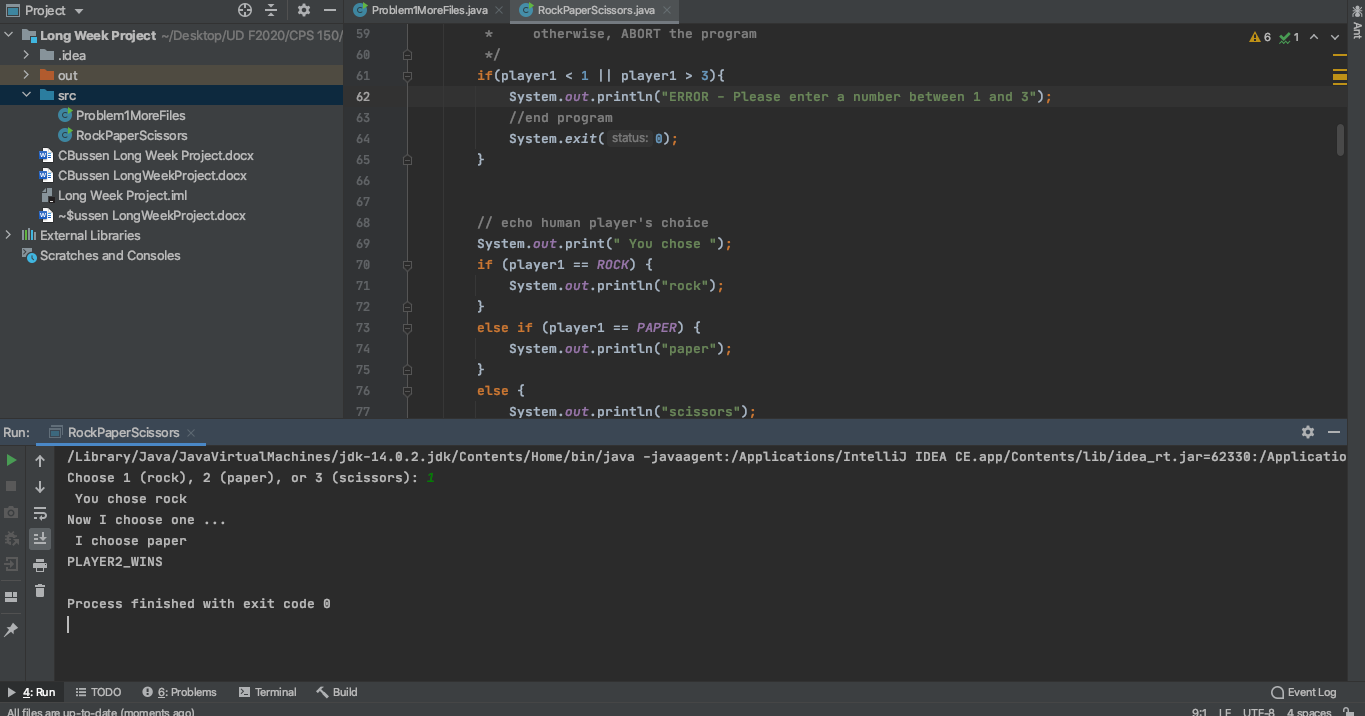 Project
Problem1MoreFiles.java
RockPaperScissors.java
Long Week Project ~/Desktop/UD F2020/CPS 150/
.idea
out
src
Problem1MoreFiles
RockPaperScissors
CBussen Long Week Project.docx
CBussen LongWeekProject.docx
Long Week Project.iml
~$ussen LongWeekProject.docx
External Libraries
Scratches and Consoles
59 * otherwise, ABORT the program
60 */
61 if(player1 < 1 || player1 > 3){
62 System.out.println("ERROR - Please enter a number between 1 and 3");
63 //end program
64 System.exit( status: 0);
65 }
66
67
68 // echo human player's choice
69 System.out.print(" You chose ");
70 if (player1 == ROCK) {
71 System.out.println("rock");
72 }
73 else if (player1 == PAPER) {
74 System.out.println("paper");
75 }
76 else {
77 System.out.println("scissors");
6 1
Ant
Run: RockPaperScissors
/Library/Java/JavaVirtualMachines/jdk-14.0.2.jdk/Contents/Home/bin/java -javaagent:/Applications/IntelliJ IDEA CE.app/Contents/lib/idea_rt.jar=62330:/Applicatio
Choose 1 (rock), 2 (paper), or 3 (scissors): 1
You chose rock
Now I choose one ...
I choose paper
PLAYER2_WINS
Process finished with exit code 0
4: Run TODO 6: Problems Terminal Build Event Log
All files are up-to-date (moments ago) 9:1 LF UTF-8 4 spaces